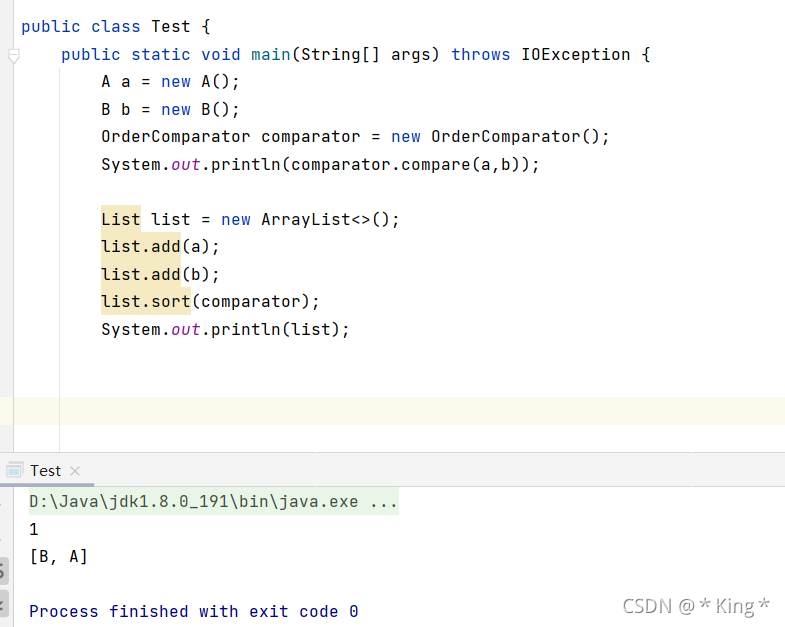 public class Test {
    public static void main(String[] args) throws IOException {
        A a = new A();
        B b = new B();
        OrderComparator comparator = new OrderComparator();
        System.out.println(comparator.compare(a,b));
        List list = new ArrayList<>();
        list.add(a);
        list.add(b);
        list.sort(comparator);
        System.out.println(list);
Test
D:\Java\jdk1.8.0_191\bin\java.exe ...
1
[B, A]
Process finished with exit code 0
CSDN @*King*